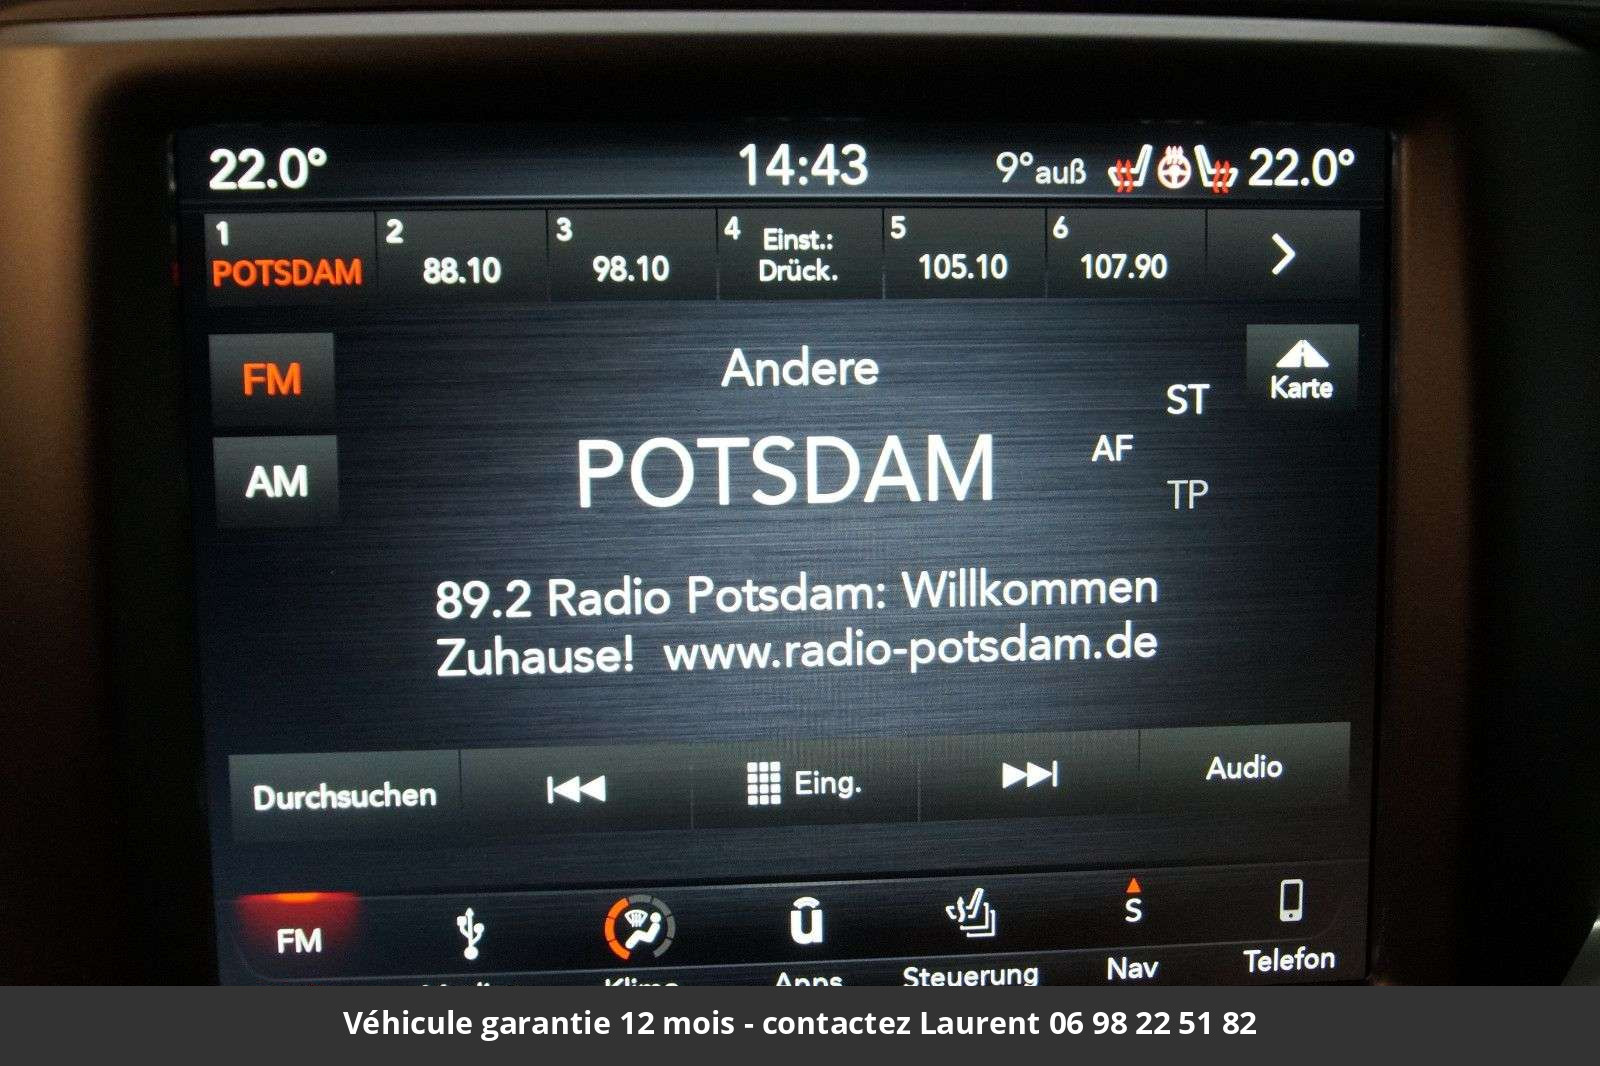 22.0° 14:43 9°auß 22.0°
1 2 3 4 Einst.: 5 6
POTSDAM 88.10 98.10 Drück. 105.10 107.90
FM Andere ST Karte
POTSDAM AF
AM TP
89.2 Radio Potsdam: Willkommen
Zuhause! www.radio-potsdam.de
Durchsuchen Eing. Audio
FM Klima Apps Steuerung S Nav Telefon
Véhicule garantie 12 mois - contactez Laurent 06 98 22 51 82